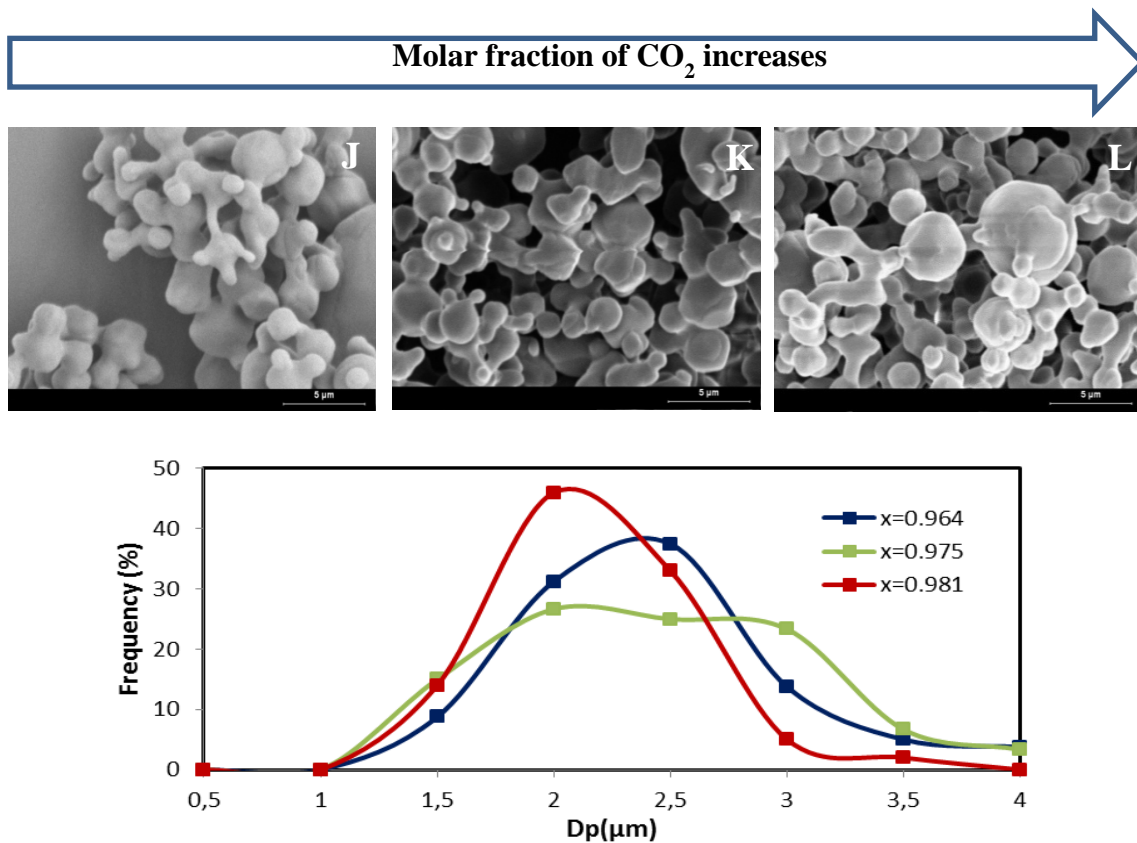 Molar fraction of CO₂ increases
J
K
L
5 µm
5 µm
5 µm
50
40
30
20
10
0
Frequency (%)
x=0.964
x=0.975
x=0.981
0,5 1 1,5 2 2,5 3 3,5 4
Dp(µm)